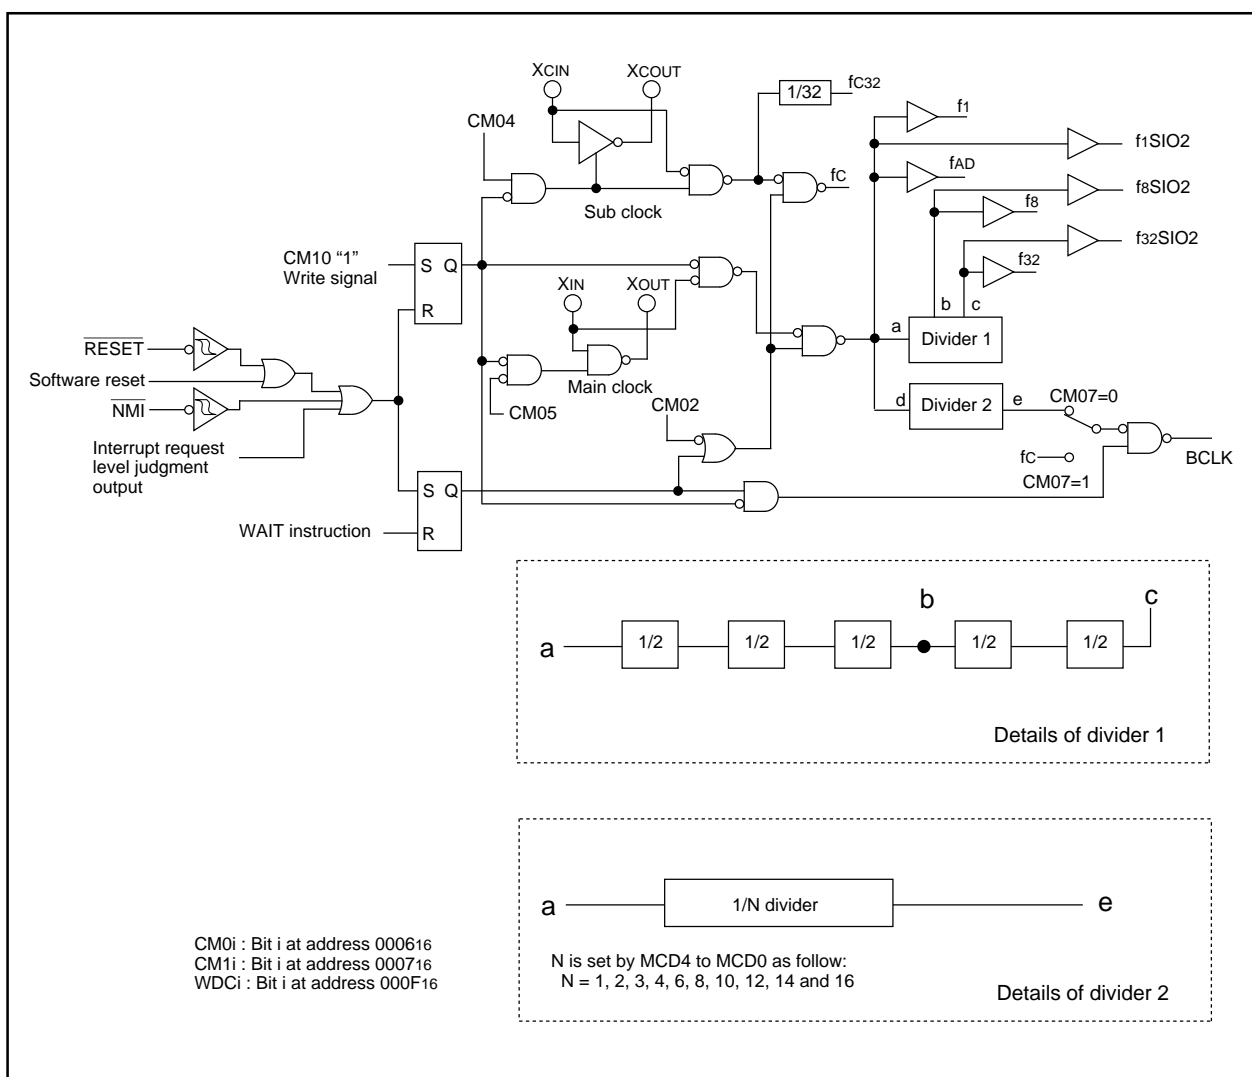 XCIN XCOUT
1/32 fC32
CM04
f1
f1SIO2
fAD
fC
f8SIO2
f8
Sub clock
f32SIO2
f32
CM10 “1”
Write signal
S Q
R
XIN XOUT
b c
a Divider 1
RESET
Software reset
NMI
Main clock
CM05
CM02
d Divider 2 e
CM07=0
fC
CM07=1
BCLK
Interrupt request
level judgment
output
S Q
R
WAIT instruction
a 1/2 1/2 1/2 b 1/2 1/2 c
Details of divider 1
a 1/N divider e
N is set by MCD4 to MCD0 as follow:
N = 1, 2, 3, 4, 6, 8, 10, 12, 14 and 16
Details of divider 2
CM0i : Bit i at address 000616
CM1i : Bit i at address 000716
WDCi : Bit i at address 000F16